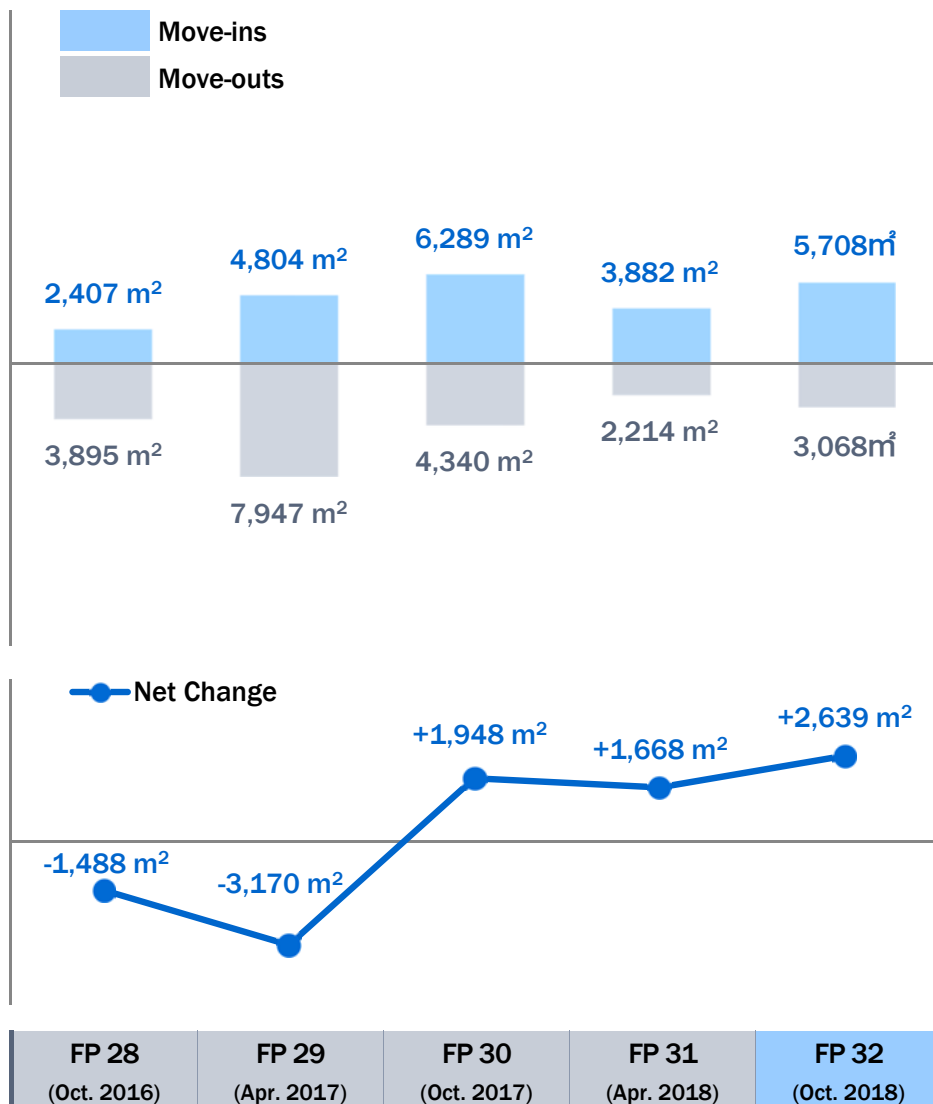 Move-ins
Move-outs
2,407 m²
4,804 m²
6,289 m²
3,882 m²
5,708㎡
3,895 m²
7,947 m²
4,340 m²
2,214 m²
3,068㎡
Net Change
-1,488 m²
-3,170 m²
+1,948 m²
+1,668 m²
+2,639 m²
FP 28
(Oct. 2016)
FP 29
(Apr. 2017)
FP 30
(Oct. 2017)
FP 31
(Apr. 2018)
FP 32
(Oct. 2018)